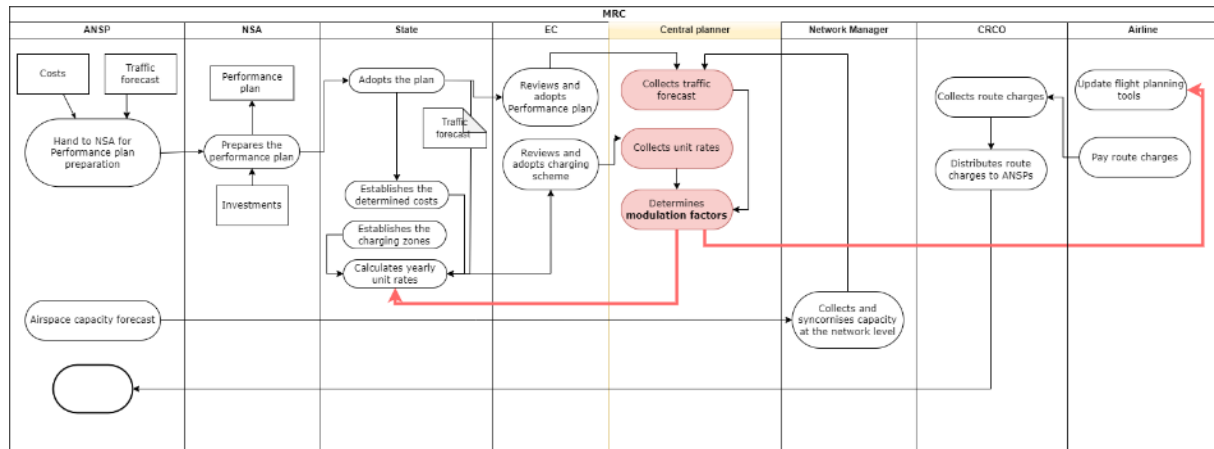 MRC
ANSP
NSA
State
EC
Central planner
Network Manager
CRCO
Airline
Costs
Traffic
forecast
Hand to NSA for
Performance plan
preparation
Airspace capacity forecast
Performance
plan
Prepares the
performance plan
Investments
Adopts the plan
Traffic
forecast
Establishes the
determined costs
Establishes the
charging zones
Calculates yearly
unit rates
Reviews and
adopts
Performance plan
Reviews and
adopts charging
scheme
Collects traffic
forecast
Collects unit rates
Determines
modulation factors
Collects and
syncornises capacity
at the network level
Collects route charges
Distributes route
charges to ANSPs
Update flight planning
tools
Pay route charges